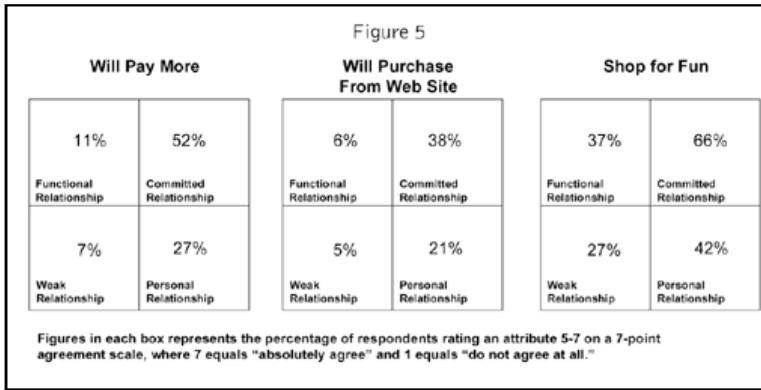 Figure 5
Will Pay More
Will Purchase
From Web Site
Shop for Fun
11%
52%
Functional
Relationship
Committed
Relationship
7%
27%
Weak
Relationship
Personal
Relationship
6%
38%
Functional
Relationship
Committed
Relationship
5%
21%
Weak
Relationship
Personal
Relationship
37%
66%
Functional
Relationship
Committed
Relationship
27%
42%
Weak
Relationship
Personal
Relationship
Figures in each box represents the percentage of respondents rating an attribute 5-7 on a 7-point
agreement scale, where 7 equals “absolutely agree” and 1 equals “do not agree at all.”